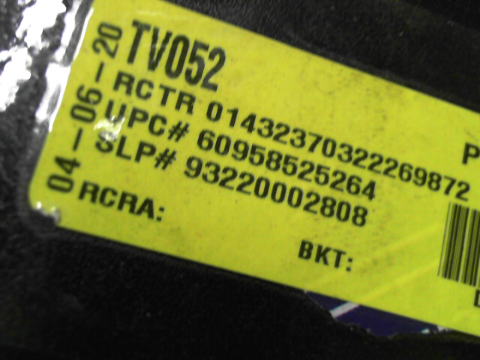 04-06-20
TV052
RCTR 01432370322269872
UPC# 60958525264
SLP# 93220002808
RCRA:
BKT:
P